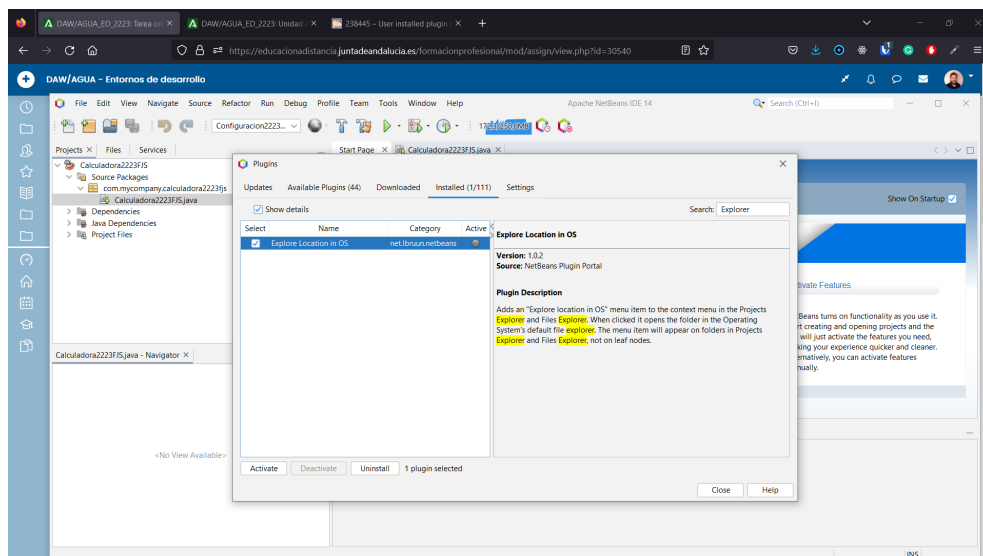 DAW/AGUA_ED_2223: Tarea on
DAW/AGUA_ED_2223: Unidad
238445 – User installed plugin
https://educacionadistancia.juntadeandalucia.es/formacionprofesional/mod/assign/view.php?id=30540
DAW/AGUA - Entornos de desarrollo
File Edit View Navigate Source Refactor Run Debug Profile Team Tools Window Help
Apache NetBeans IDE 14
Search (Ctrl+I)
Configuracion2223...
Projects Files Services
Start Page Calculadora2223FJS.java
Calculadora2223FJS
Source Packages
com.mycompany.calculadora2223fjs
Calculadora2223FJS.java
Dependencies
Java Dependencies
Project Files
Plugins
Updates Available Plugins (44) Downloaded Installed (1/111) Settings
Show details
Search: Explorer
Select Name Category Active
Explore Location in OS net.lbruun.netbeans
Explore Location in OS
Version: 1.0.2
Source: NetBeans Plugin Portal
Plugin Description
Adds an "Explore location in OS" menu item to the context menu in the Projects
Explorer and Files Explorer. When clicked it opens the folder in the Operating
System's default file explorer. The menu item will appear on folders in Projects
Explorer and Files Explorer, not on leaf nodes.
Activate Deactivate Uninstall 1 plugin selected
Close Help
Show On Startup
tivate Features
Beans turns on functionality as you use it.
rt creating and opening projects and the
will just activate the features you need,
king your experience quicker and cleaner.
ernatively, you can activate features
nually.
Calculadora2223FJS.java - Navigator
<No View Available>
INS